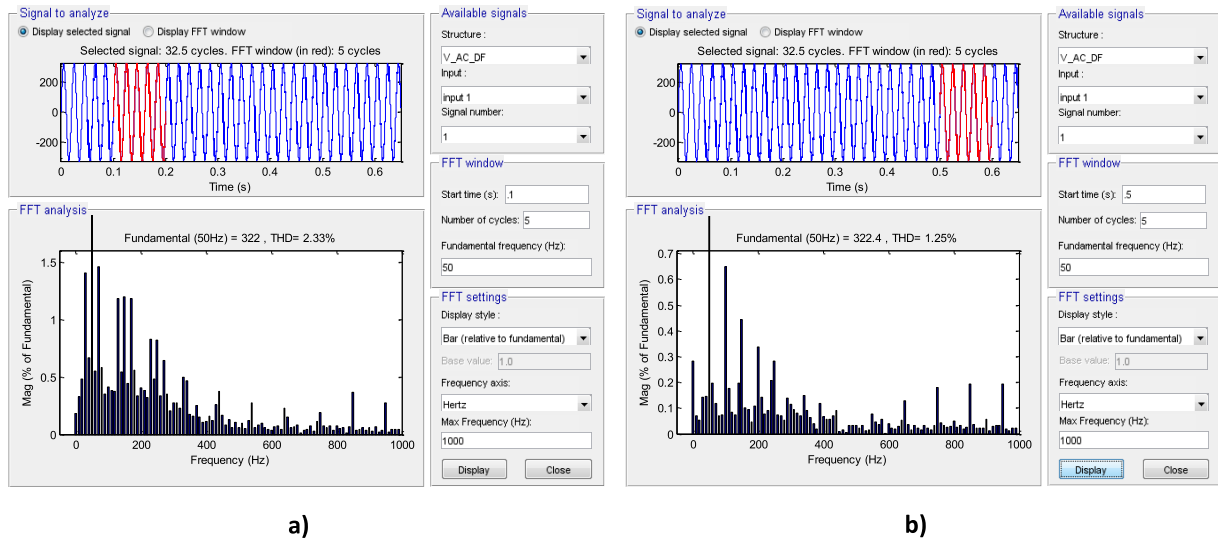 Signal to analyze
Display selected signal Display FFT window
Selected signal: 32.5 cycles. FFT window (in red): 5 cycles
200
0
-200
0 0.1 0.2 0.3 0.4 0.5 0.6
Time (s)
FFT analysis
Fundamental (50Hz) = 322 , THD= 2.33%
Mag (% of Fundamental)
1.5
1
0.5
0
0 200 400 600 800 1000
Frequency (Hz)
Available signals
Structure :
V_AC_DF
Input :
input 1
Signal number:
1
FFT window
Start time (s): .1
Number of cycles: 5
Fundamental frequency (Hz):
50
FFT settings
Display style :
Bar (relative to fundamental)
Base value: 1.0
Frequency axis:
Hertz
Max Frequency (Hz):
1000
Display Close
a)
Signal to analyze
Display selected signal Display FFT window
Selected signal: 32.5 cycles. FFT window (in red): 5 cycles
200
0
-200
0 0.1 0.2 0.3 0.4 0.5 0.6
Time (s)
FFT analysis
Fundamental (50Hz) = 322.4 , THD= 1.25%
Mag (% of Fundamental)
0.7
0.6
0.5
0.4
0.3
0.2
0.1
0
0 200 400 600 800 1000
Frequency (Hz)
Available signals
Structure :
V_AC_DF
Input :
input 1
Signal number:
1
FFT window
Start time (s): .5
Number of cycles: 5
Fundamental frequency (Hz):
50
FFT settings
Display style :
Bar (relative to fundamental)
Base value: 1.0
Frequency axis:
Hertz
Max Frequency (Hz):
1000
Display Close
b)